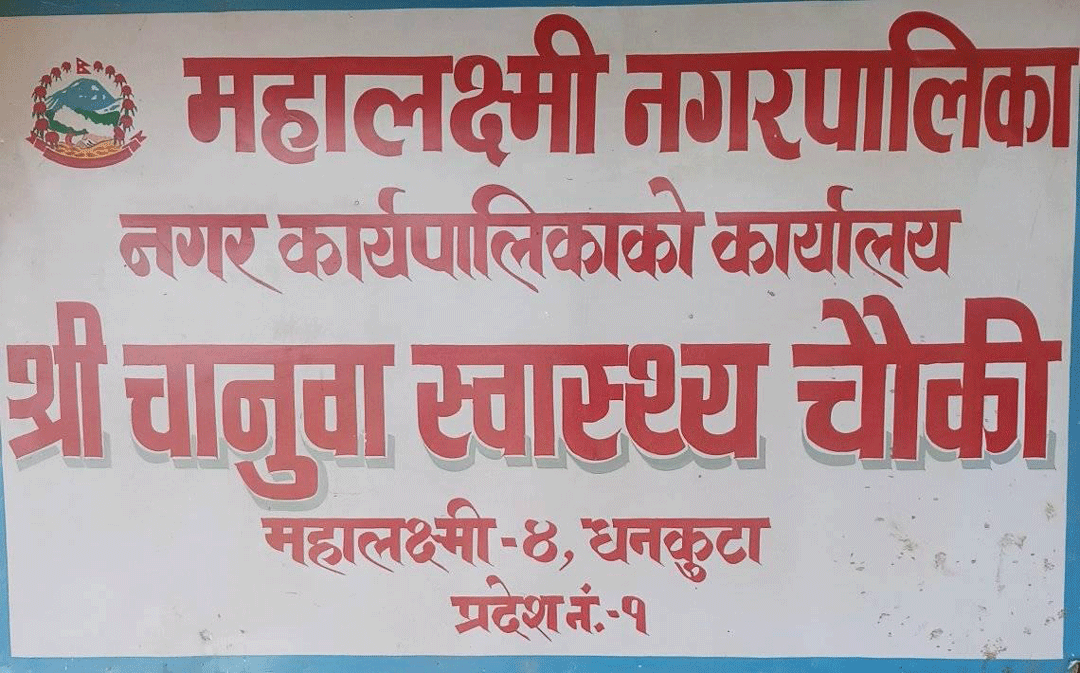 महालक्ष्मी नगरपालिका
नगर कार्यपालिकाको कार्यालय
श्री चानुवा स्वास्थ्य चौकी
महालक्ष्मी-४, धनकुटा
प्रदेश नं.-१